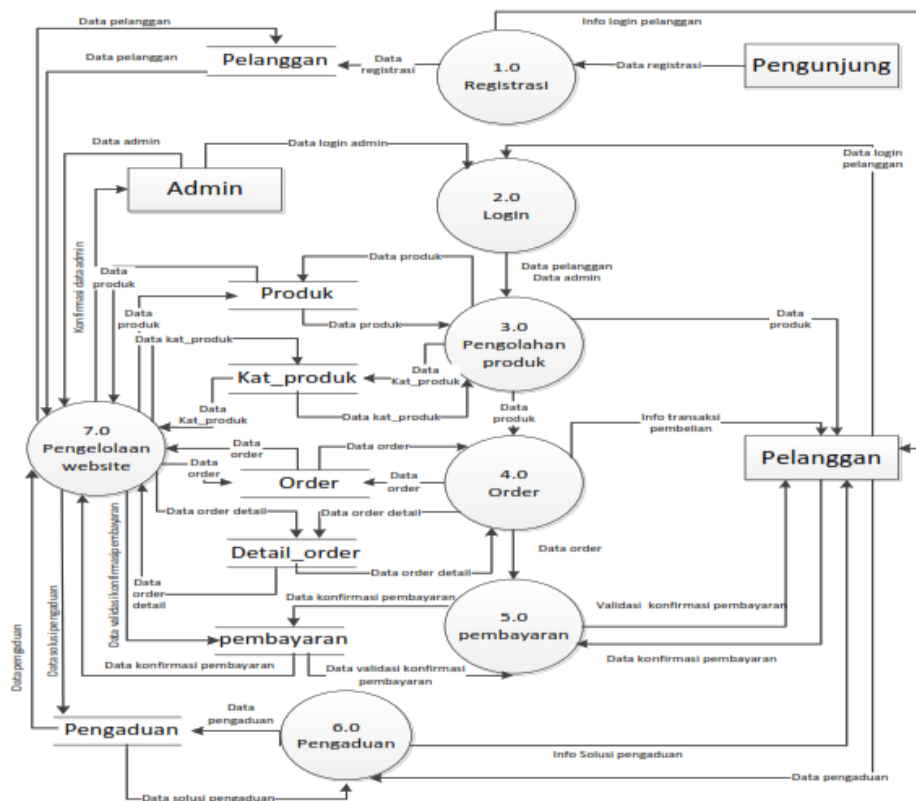 Info login pelanggan
Data pelanggan
Data pelanggan
Pelanggan
Data
registrasi
1.0
Registrasi
Data registrasi
Pengunjung
Data admin
Data login admin
Data login
pelanggan
Admin
2.0
Login
Konfirmasi data admin
Data produk
Data pelanggan
Data admin
Data
produk
Produk
Data
produk
Data produk
3.0
Pengolahan
produk
Data
produk
Data kat_produk
Kat_produk
Data
Kat_produk
Data
Kat_produk
Data kat_produk
Data
produk
Info transaksi
pembelian
7.0
Pengelolaan
website
Data
order
Data order
Data
order
Order
Data
order
4.0
Order
Pelanggan
Data order detail
Data order detail
Detail_order
Data order
Data
order
detail
Data order detail
Data konfirmasi pembayaran
5.0
pembayaran
Validasi konfirmasi pembayaran
pembayaran
Data konfirmasi pembayaran
Data validasi konfirmasi
pembayaran
Data konfirmasi pembayaran
Data pengaduan
Data solusi pengaduan
Data validasi konfirmasi pembayaran
Pengaduan
Data
pengaduan
6.0
Pengaduan
Info Solusi pengaduan
Data pengaduan
Data solusi pengaduan